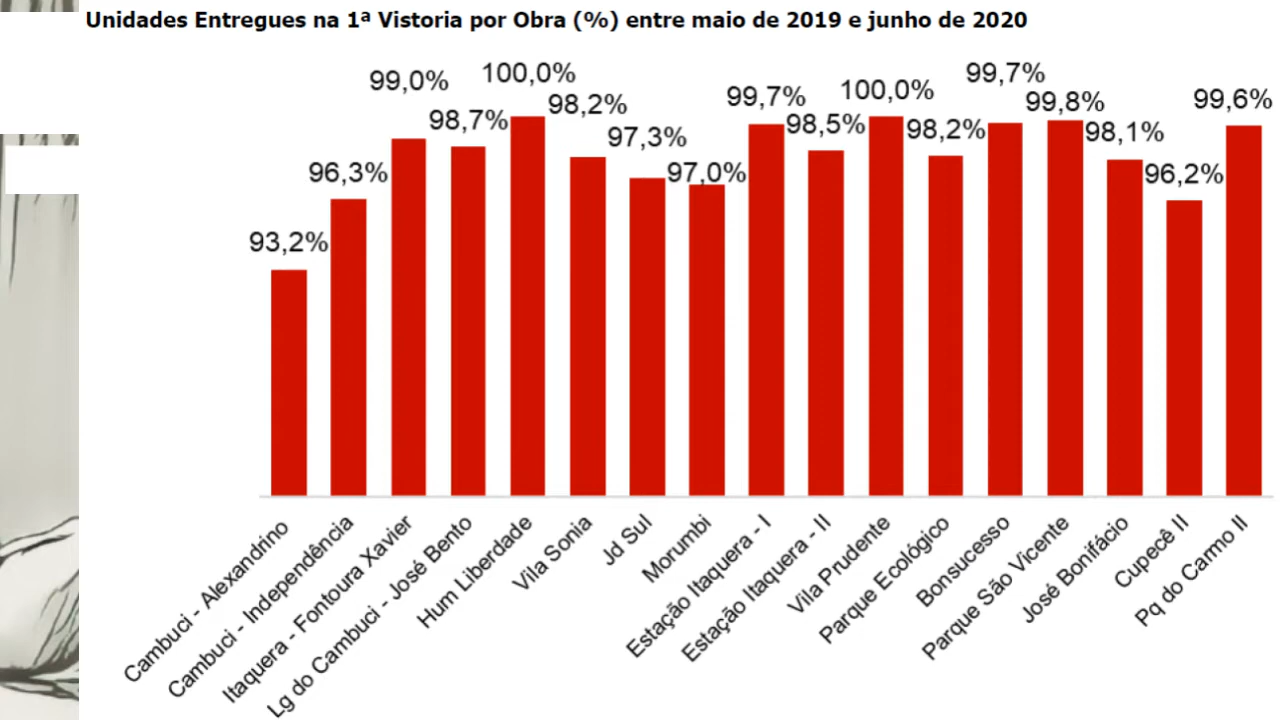 Unidades Entregues na 1ª Vistoria por Obra (%) entre maio de 2019 e junho de 2020
93,2%
96,3%
99,0%
98,7%
100,0%
98,2%
97,3%
97,0%
99,7%
98,5%
100,0%
98,2%
99,7%
99,8%
98,1%
96,2%
99,6%
Cambuci - Alexandrino
Cambuci - Independência
Itaquera - Fontoura Xavier
Lg do Cambuci - José Bento
Hum Liberdade
Vila Sonia
Jd Sul
Morumbi
Estação Itaquera - I
Estação Itaquera - II
Vila Prudente
Parque Ecológico
Bonsucesso
Parque São Vicente
José Bonifácio
Cupecê II
Pq do Carmo II